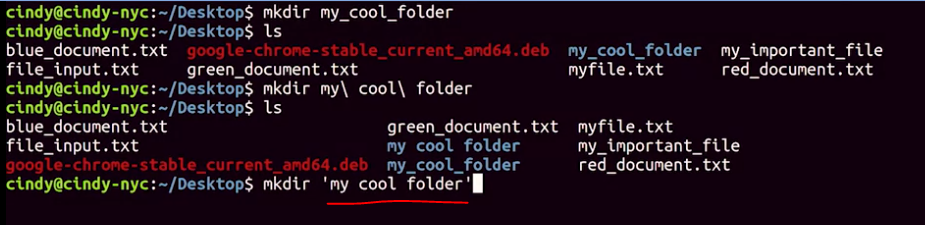 cindy@cindy-nyc:~/Desktop$ mkdir my_cool_folder
cindy@cindy-nyc:~/Desktop$ ls
blue_document.txt google-chrome-stable_current_amd64.deb my_cool_folder my_important_file
file_input.txt green_document.txt myfile.txt red_document.txt
cindy@cindy-nyc:~/Desktop$ mkdir my\ cool\ folder
cindy@cindy-nyc:~/Desktop$ ls
blue_document.txt green_document.txt myfile.txt
file_input.txt my cool folder my_important_file
google-chrome-stable_current_amd64.deb my_cool_folder red_document.txt
cindy@cindy-nyc:~/Desktop$ mkdir 'my cool folder'